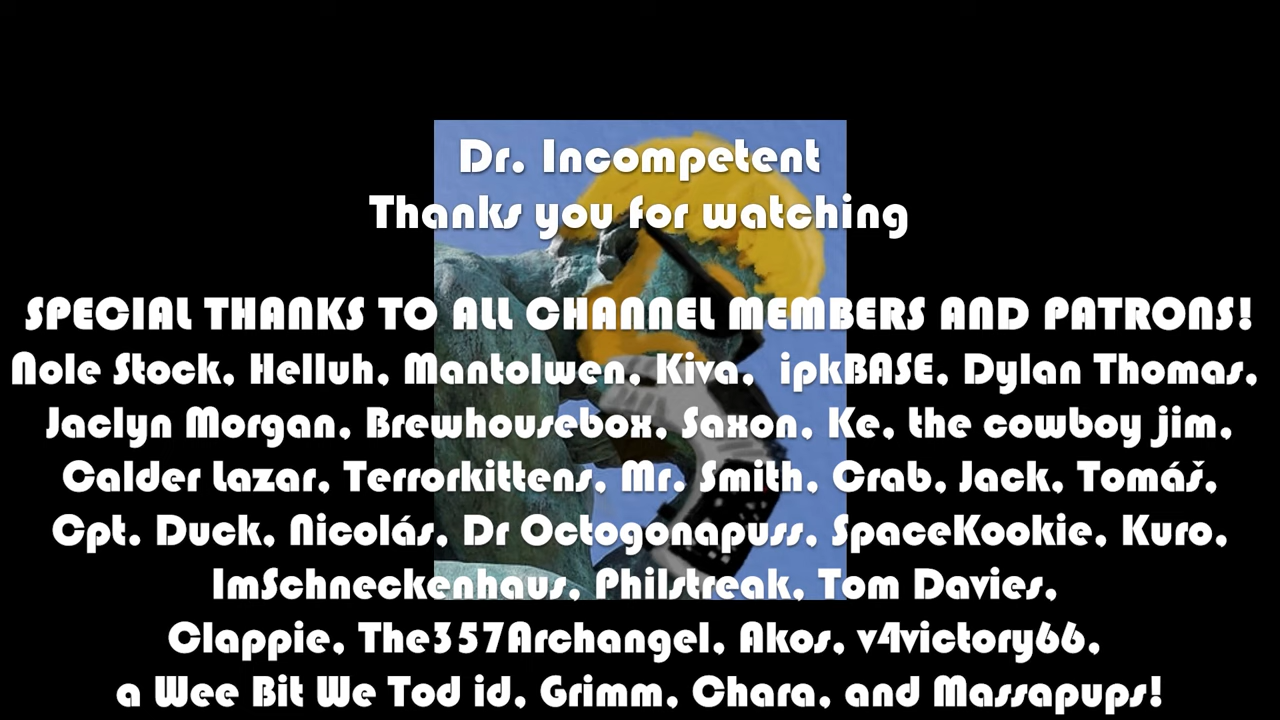 Dr. Incompetent
Thanks you for watching
SPECIAL THANKS TO ALL CHANNEL MEMBERS AND PATRONS!
Nole Stock, Helluh, Mantolwen, Kiva, ipkBASE, Dylan Thomas,
Jaclyn Morgan, Brewhousebox, Saxon, Ke, the cowboy jim,
Calder Lazar, Terrorkittens, Mr. Smith, Crab, Jack, Tomáš,
Cpt. Duck, Nicolás, Dr Octogonapuss, SpaceKookie, Kuro,
ImSchneckenhaus, Philstreak, Tom Davies,
Clappie, The357Archangel, Akos, v4victory66,
a Wee Bit We Tod id, Grimm, Chara, and Massapups!